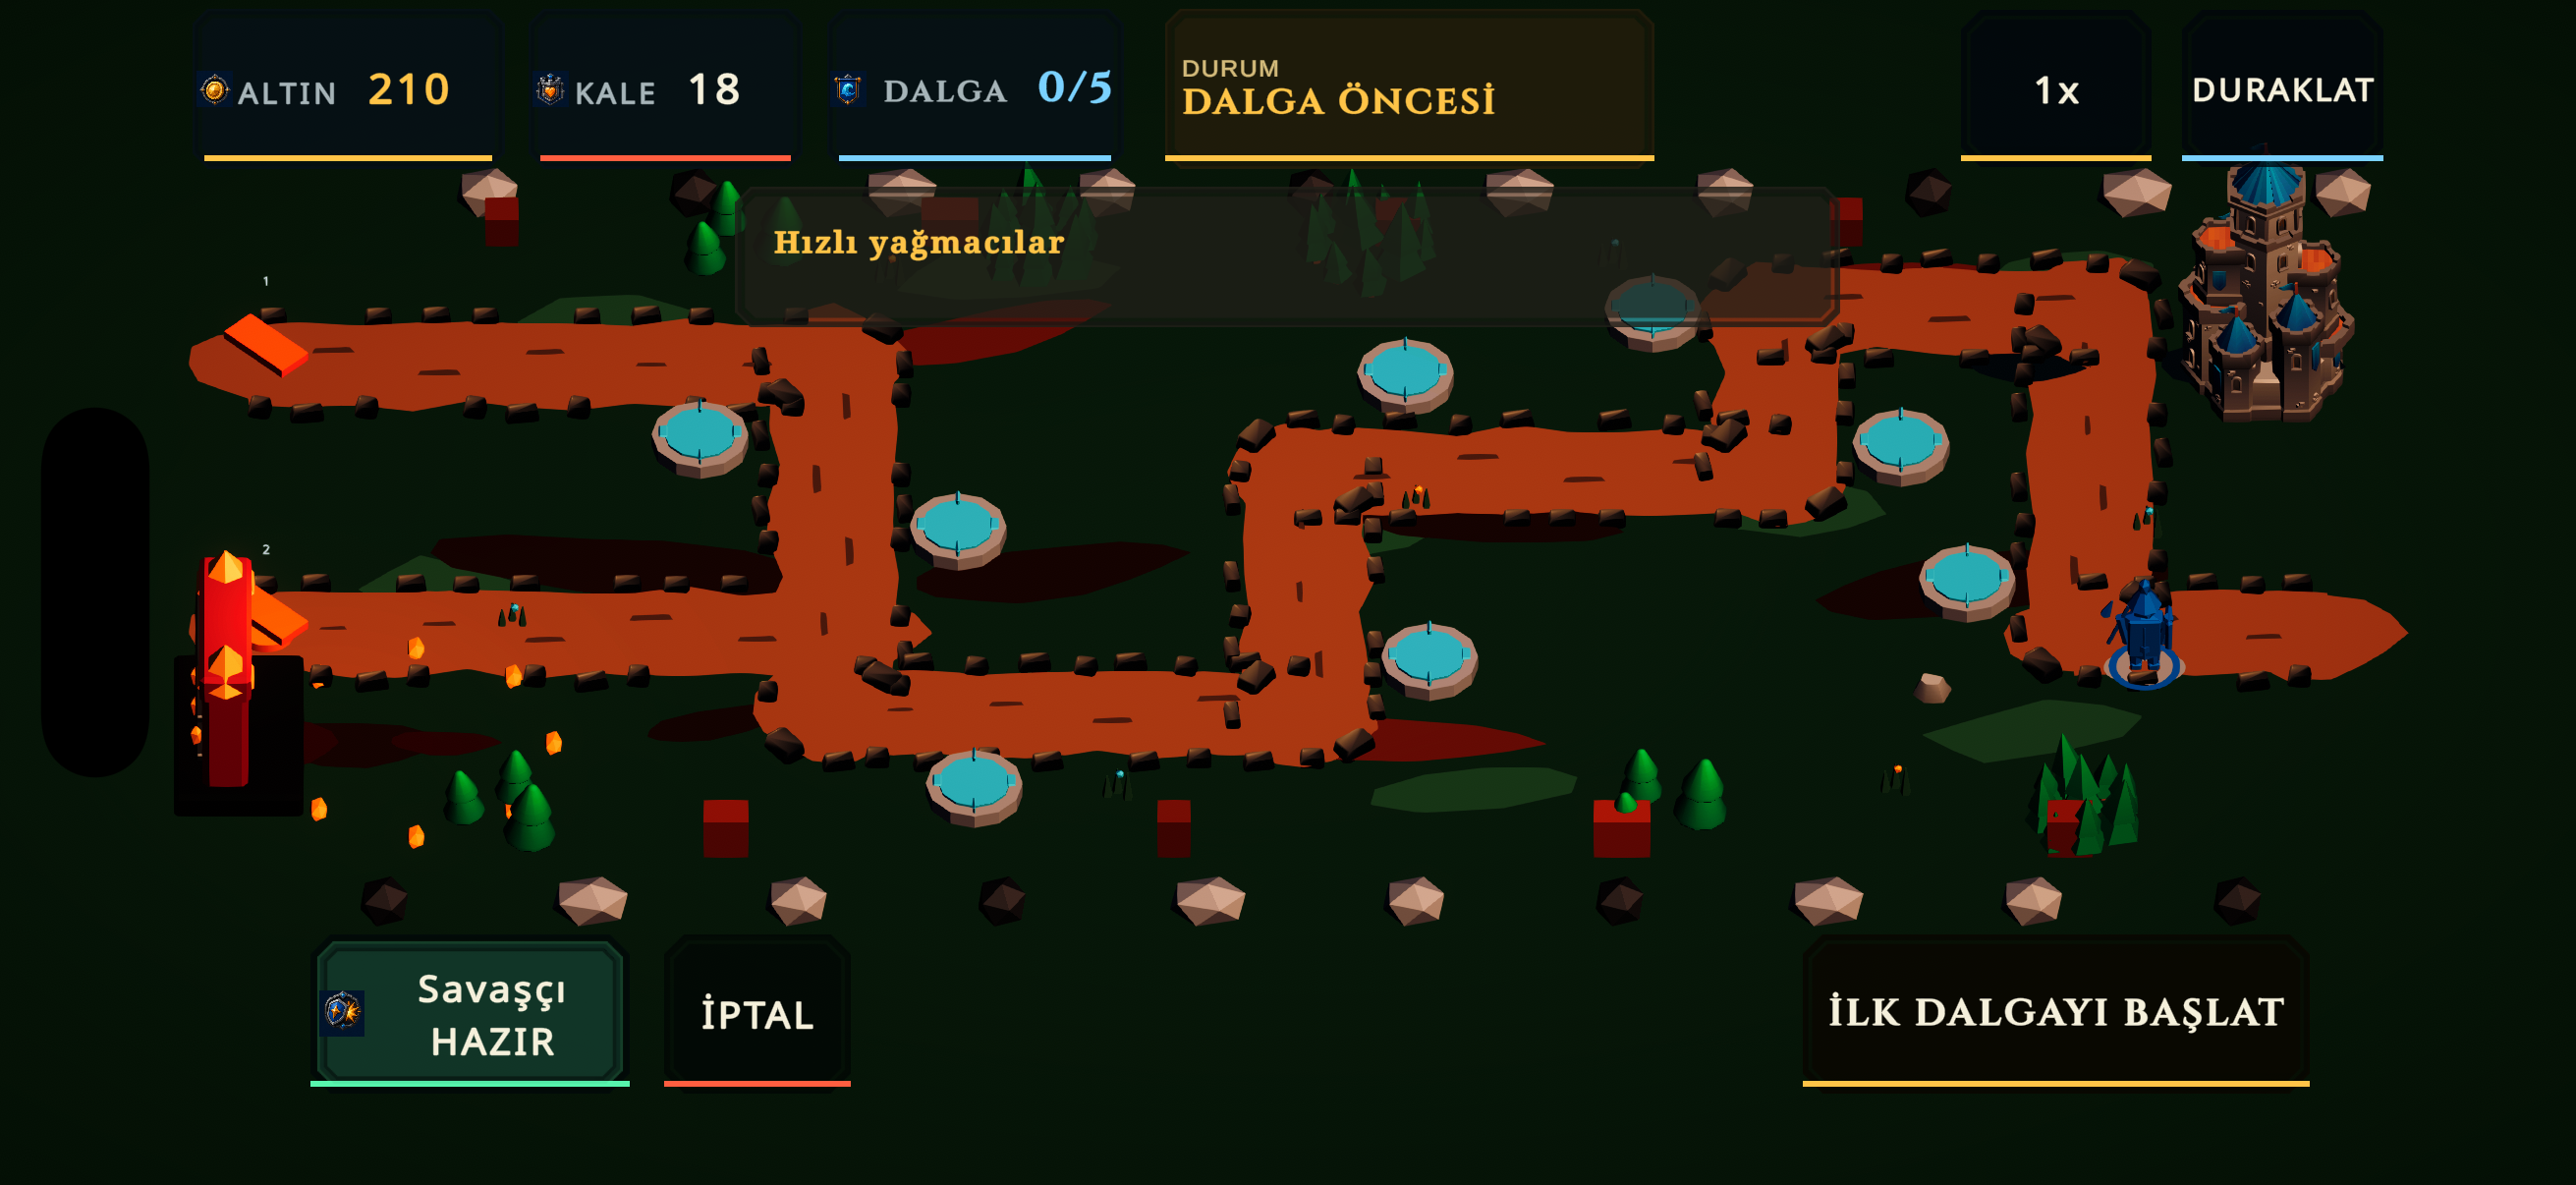 ALTIN 210
KALE 18
DALGA 0/5
DURUM
DALGA ÖNCESİ
1x
DURAKLAT
Hızlı yağmacılar
1
2
Savaşçı
HAZIR
İPTAL
İLK DALGAYI BAŞLAT